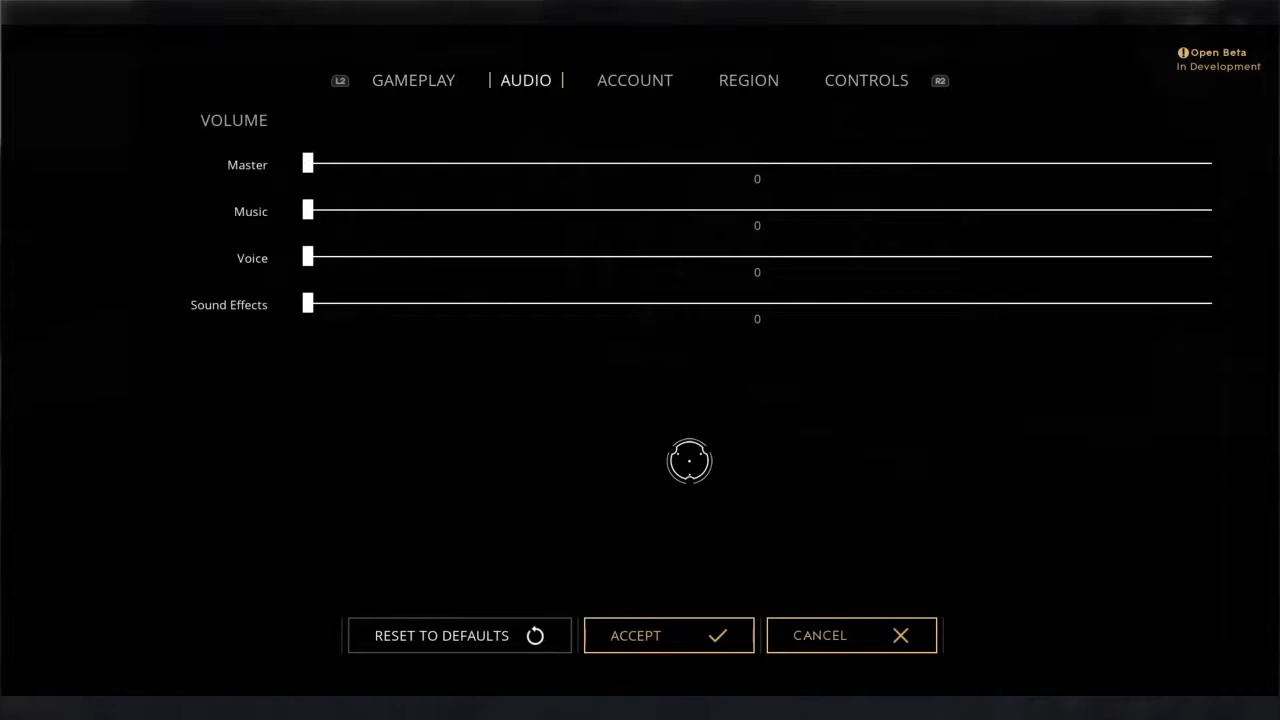 Open Beta
In Development
L2 GAMEPLAY AUDIO ACCOUNT REGION CONTROLS R2
VOLUME
Master
0
Music
0
Voice
0
Sound Effects
0
RESET TO DEFAULTS ACCEPT CANCEL